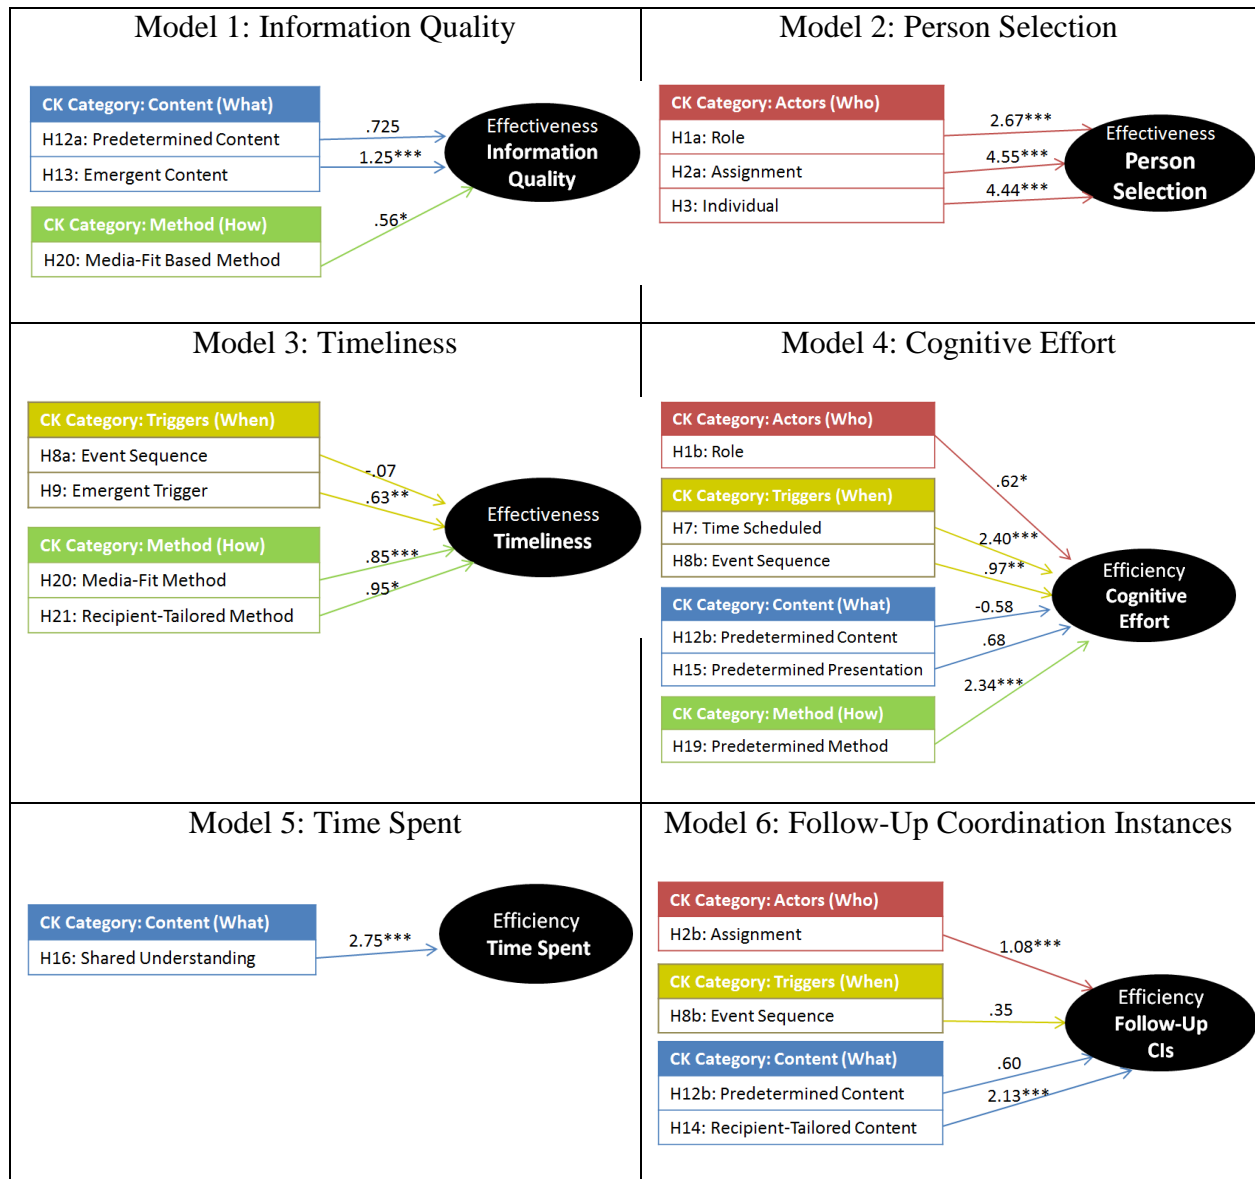 Model 1: Information Quality
CK Category: Content (What)
H12a: Predetermined Content
H13: Emergent Content
CK Category: Method (How)
H20: Media-Fit Based Method
.725
1.25***
.56*
Effectiveness
Information
Quality
Model 2: Person Selection
CK Category: Actors (Who)
H1a: Role
H2a: Assignment
H3: Individual
2.67***
4.55***
4.44***
Effectiveness
Person
Selection
Model 3: Timeliness
CK Category: Triggers (When)
H8a: Event Sequence
H9: Emergent Trigger
CK Category: Method (How)
H20: Media-Fit Method
H21: Recipient-Tailored Method
-.07
.63**
.85***
.95*
Effectiveness
Timeliness
Model 4: Cognitive Effort
CK Category: Actors (Who)
H1b: Role
CK Category: Triggers (When)
H7: Time Scheduled
H8b: Event Sequence
CK Category: Content (What)
H12b: Predetermined Content
H15: Predetermined Presentation
CK Category: Method (How)
H19: Predetermined Method
.62*
2.40***
.97**
-0.58
.68
2.34***
Efficiency
Cognitive
Effort
Model 5: Time Spent
CK Category: Content (What)
H16: Shared Understanding
2.75***
Efficiency
Time Spent
Model 6: Follow-Up Coordination Instances
CK Category: Actors (Who)
H2b: Assignment
CK Category: Triggers (When)
H8b: Event Sequence
CK Category: Content (What)
H12b: Predetermined Content
H14: Recipient-Tailored Content
1.08***
.35
.60
2.13***
Efficiency
Follow-Up
CIs